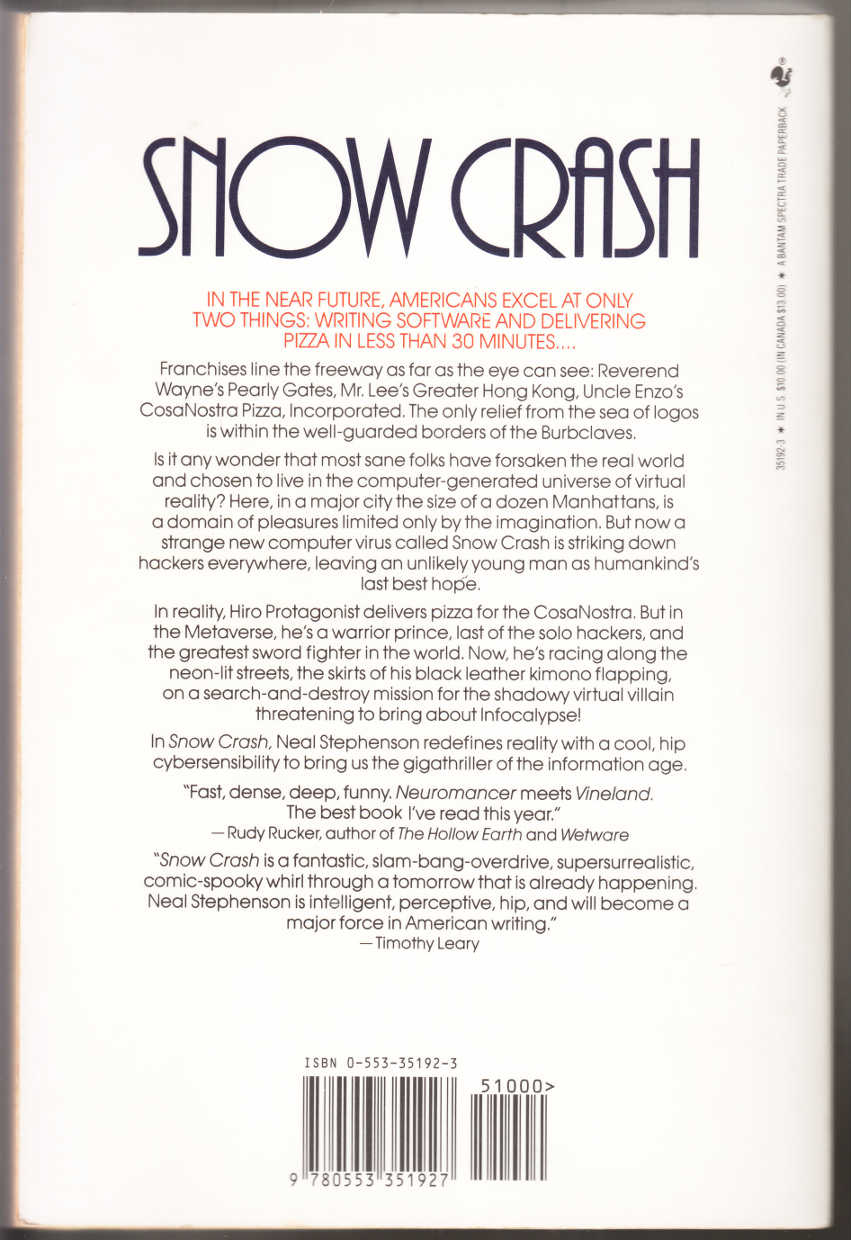 SNOW CRASH
IN THE NEAR FUTURE, AMERICANS EXCEL AT ONLY
TWO THINGS: WRITING SOFTWARE AND DELIVERING
PIZZA IN LESS THAN 30 MINUTES....
Franchises line the freeway as far as the eye can see: Reverend
Wayne's Pearly Gates, Mr. Lee's Greater Hong Kong, Uncle Enzo's
CosaNostra Pizza, Incorporated. The only relief from the sea of logos
is within the well-guarded borders of the Burbclaves.
Is it any wonder that most sane folks have forsaken the real world
and chosen to live in the computer-generated universe of virtual
reality? Here, in a major city the size of a dozen Manhattans, is
a domain of pleasures limited only by the imagination. But now a
strange new computer virus called Snow Crash is striking down
hackers everywhere, leaving an unlikely young man as humankind's
last best hope.
In reality, Hiro Protagonist delivers pizza for the CosaNostra. But in
the Metaverse, he's a warrior prince, last of the solo hackers, and
the greatest sword fighter in the world. Now, he's racing along the
neon-lit streets, the skirts of his black leather kimono flapping,
on a search-and-destroy mission for the shadowy virtual villain
threatening to bring about Infocalypse!
In Snow Crash, Neal Stephenson redefines reality with a cool, hip
cybersensibility to bring us the gigathriller of the information age.
"Fast, dense, deep, funny. Neuromancer meets Vineland.
The best book I've read this year."
—Rudy Rucker, author of The Hollow Earth and Wetware
"Snow Crash is a fantastic, slam-bang-overdrive, supersurrealistic,
comic-spooky whirl through a tomorrow that is already happening.
Neal Stephenson is intelligent, perceptive, hip, and will become a
major force in American writing."
—Timothy Leary
ISBN 0-553-35192-3
51000>
9 780553 351927
35192-3 * IN U.S. $10.00 (IN CANADA $13.00) * A BANTAM SPECTRA TRADE PAPERBACK
®